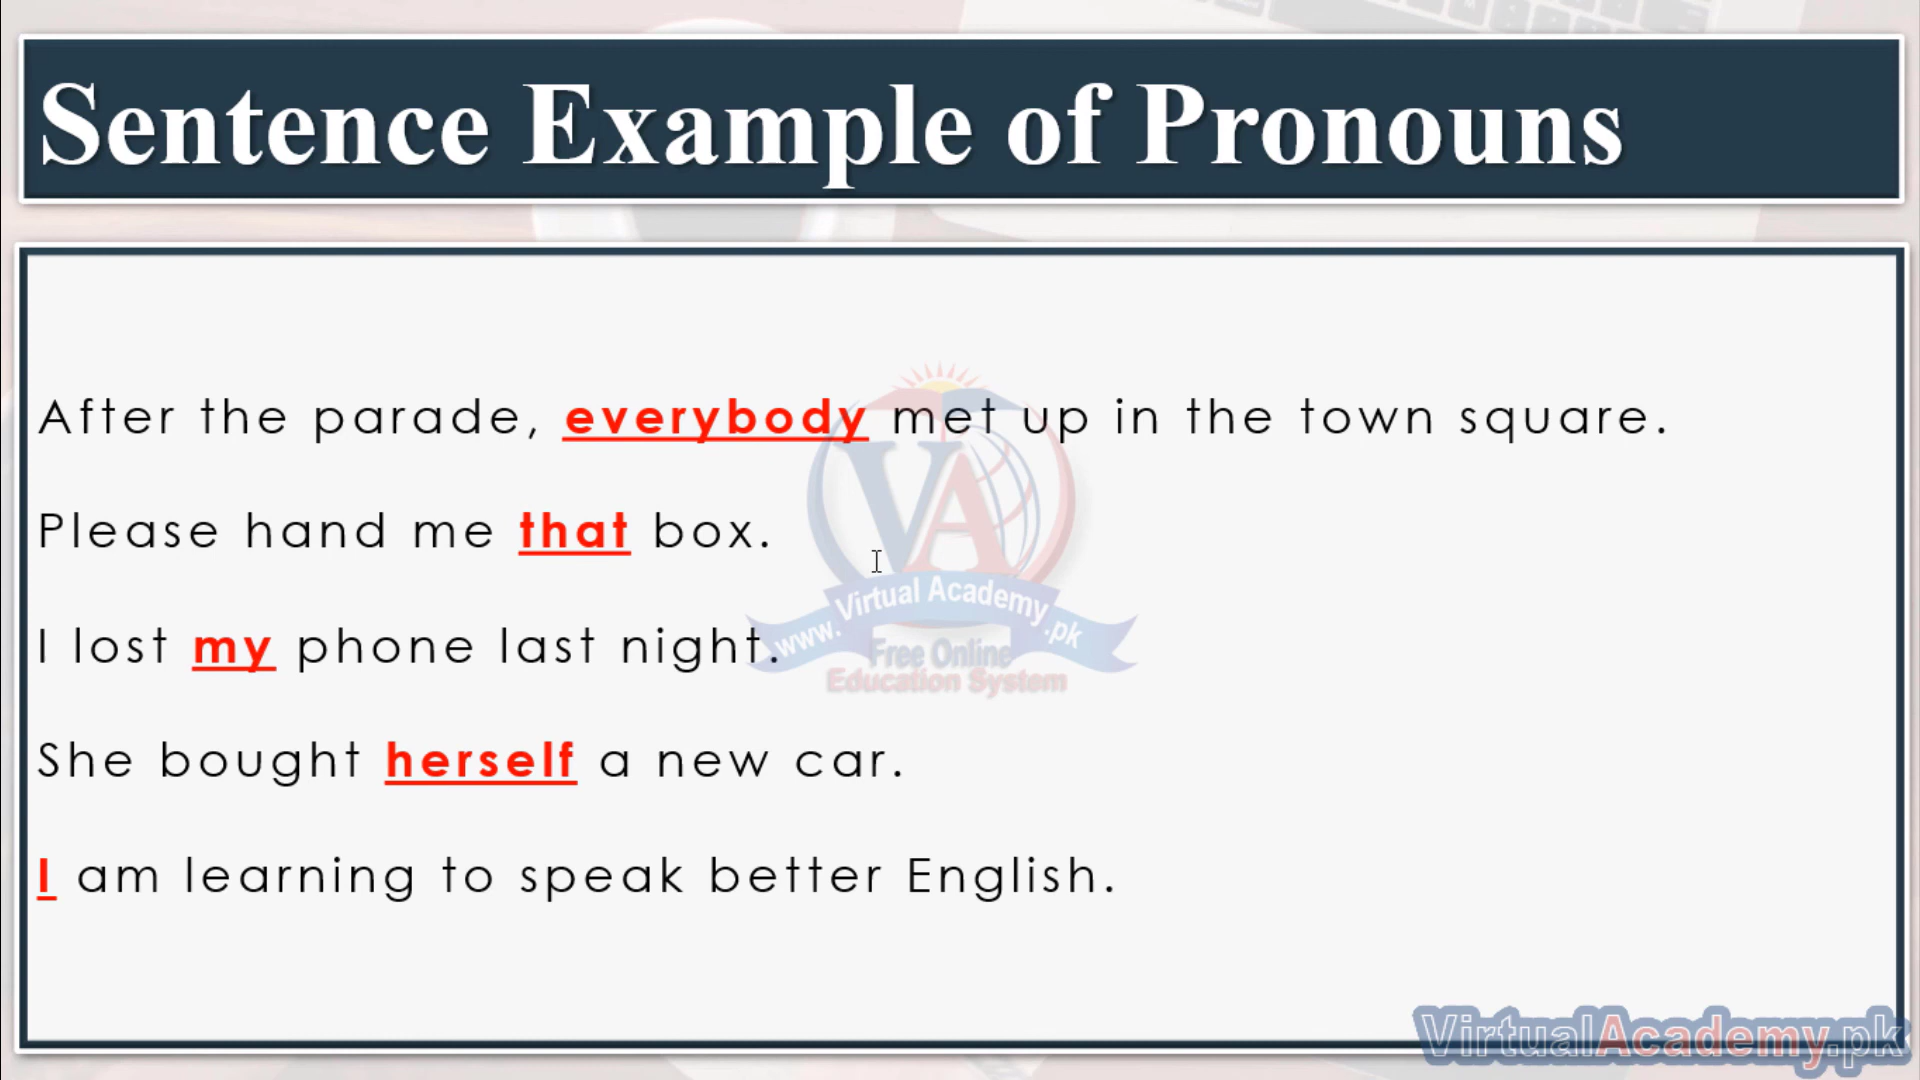 Sentence Example of Pronouns
After the parade, everybody met up in the town square.
Please hand me that box.
I lost my phone last night.
She bought herself a new car.
I am learning to speak better English.
VA
www.VirtualAcademy.pk
Free Online
Education System
VirtualAcademy.pk